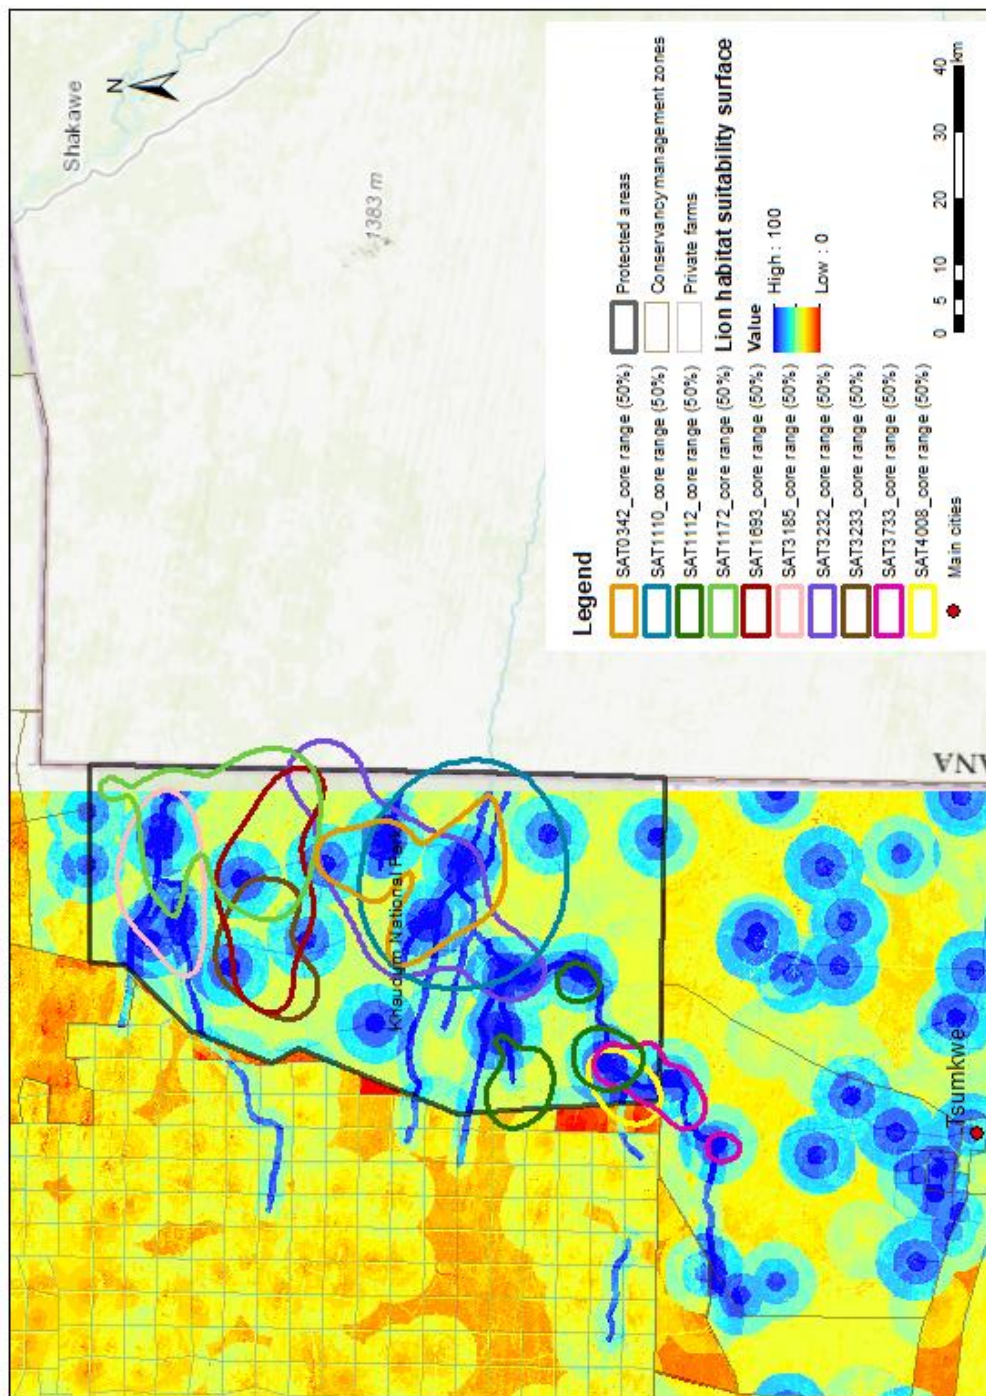 Shakawe
N
1383 m
Khaudum National Par
ANA
Tsumkwe
Legend
SAT0342_core range (50%)
SAT1110_core range (50%)
SAT1112_core range (50%)
SAT1172_core range (50%)
SAT1693_core range (50%)
SAT3185_core range (50%)
SAT3232_core range (50%)
SAT3233_core range (50%)
SAT3733_core range (50%)
SAT4008_core range (50%)
Main cities
Protected areas
Conservancy management zones
Private farms
Lion habitat suitability surface
Value
High : 100
Low : 0
0 5 10 20 30 40
km